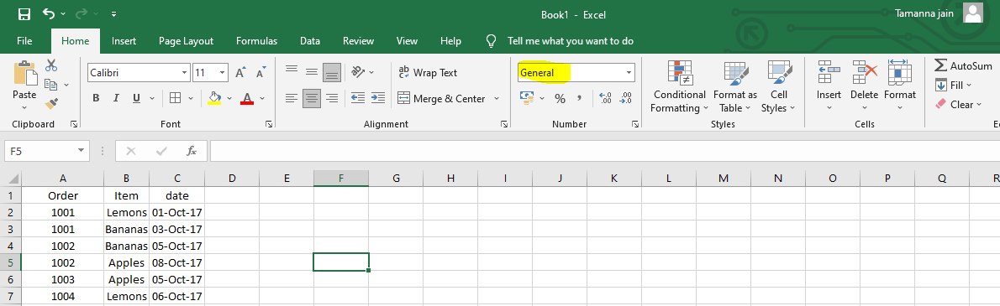 Book1 - Excel
Tamanna jain
File Home Insert Page Layout Formulas Data Review View Help Tell me what you want to do
Paste
Calibri 11 A A
ab Wrap Text
General
Conditional Formatting
Format as Table
Cell Styles
Insert Delete Format
AutoSum
Fill
Clear
B I U A
Merge & Center
% , .00 .0
Clipboard Font Alignment Number Styles Cells
F5 fx
A B C D E F G H I J K L M N O P Q R
1 Order Item date
2 1001 Lemons 01-Oct-17
3 1001 Bananas 03-Oct-17
4 1002 Bananas 05-Oct-17
5 1002 Apples 08-Oct-17
6 1003 Apples 05-Oct-17
7 1004 Lemons 06-Oct-17